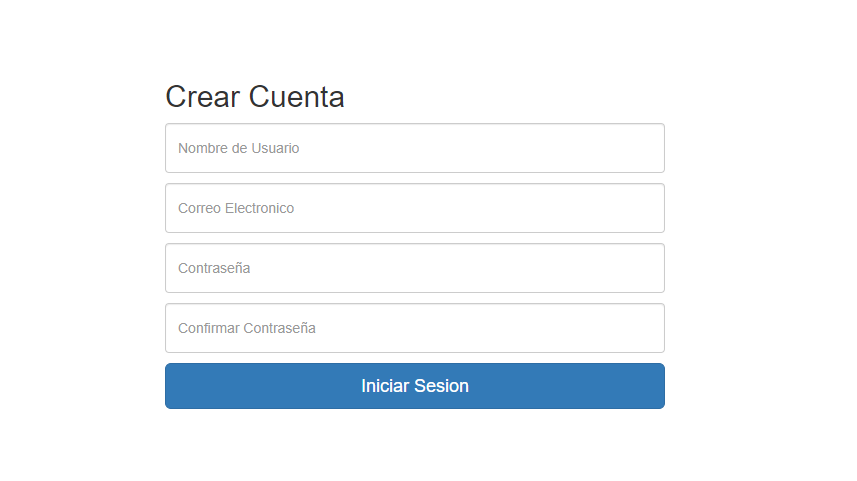 Crear Cuenta
Nombre de Usuario
Correo Electronico
Contraseña
Confirmar Contraseña
Iniciar Sesion